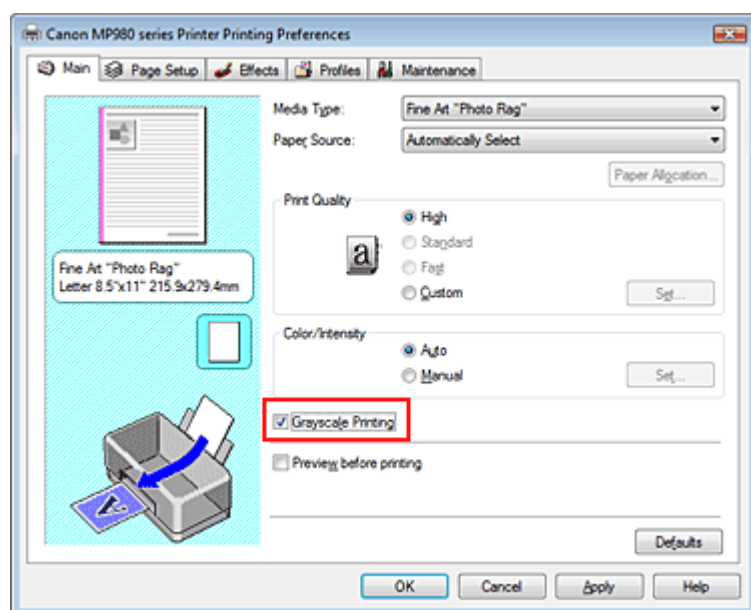 Canon MP980 series Printer Printing Preferences
Main Page Setup Effects Profiles Maintenance
Media Type: Fine Art "Photo Rag"
Paper Source: Automatically Select
Paper Allocation...
Print Quality
High
a Standard
Fast
Custom Set...
Fine Art "Photo Rag"
Letter 8.5"x11" 215.9x279.4mm
Color/Intensity
Auto
Manual Set...
Grayscale Printing
Preview before printing
Defaults
OK Cancel Apply Help